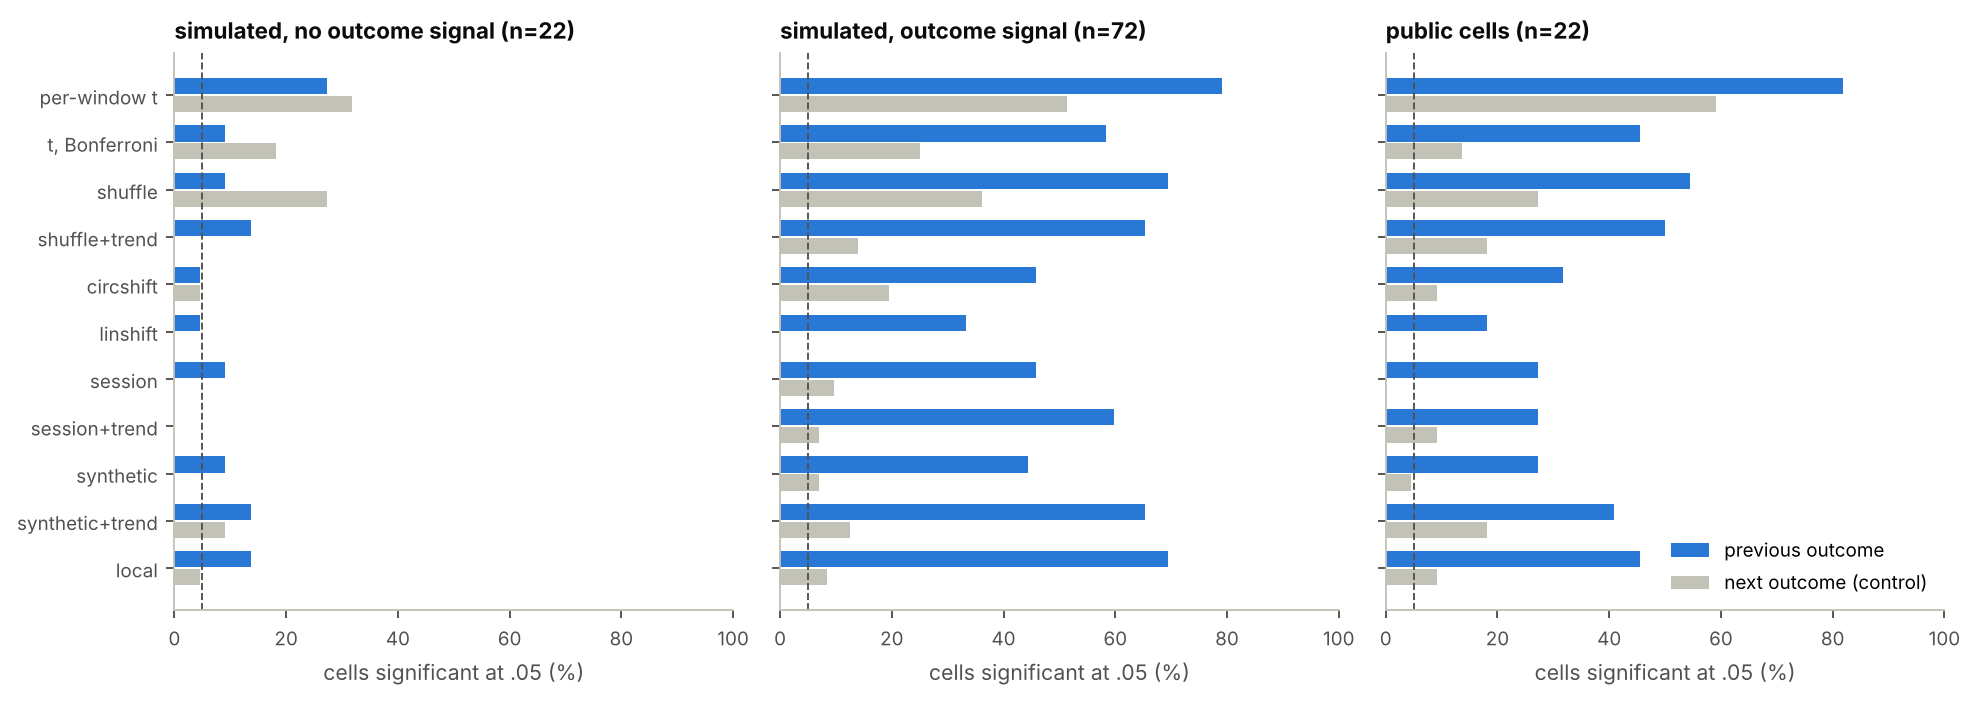 simulated, no outcome signal (n=22)
simulated, outcome signal (n=72)
public cells (n=22)
per-window t
t, Bonferroni
shuffle
shuffle+trend
circshift
linshift
session
session+trend
synthetic
synthetic+trend
local
previous outcome
next outcome (control)
0 20 40 60 80 100
0 20 40 60 80 100
0 20 40 60 80 100
cells significant at .05 (%)
cells significant at .05 (%)
cells significant at .05 (%)